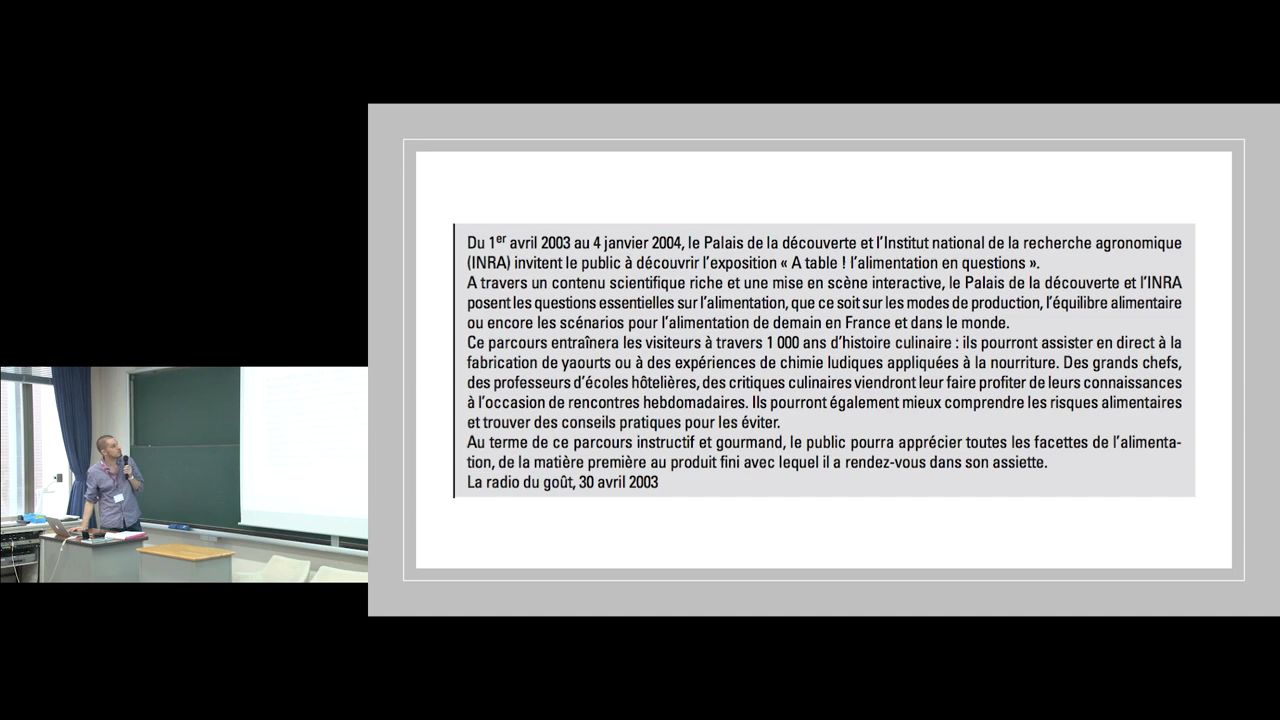 Du 1er avril 2003 au 4 janvier 2004, le Palais de la découverte et l'Institut national de la recherche agronomique
(INRA) invitent le public à découvrir l'exposition « A table ! l'alimentation en questions ».
A travers un contenu scientifique riche et une mise en scène interactive, le Palais de la découverte et l'INRA
posent les questions essentielles sur l'alimentation, que ce soit sur les modes de production, l'équilibre alimentaire
ou encore les scénarios pour l'alimentation de demain en France et dans le monde.
Ce parcours entraînera les visiteurs à travers 1 000 ans d'histoire culinaire : ils pourront assister en direct à la
fabrication de yaourts ou à des expériences de chimie ludiques appliquées à la nourriture. Des grands chefs,
des professeurs d'écoles hôtelières, des critiques culinaires viendront leur faire profiter de leurs connaissances
à l'occasion de rencontres hebdomadaires. Ils pourront également mieux comprendre les risques alimentaires
et trouver des conseils pratiques pour les éviter.
Au terme de ce parcours instructif et gourmand, le public pourra apprécier toutes les facettes de l'alimenta-
tion, de la matière première au produit fini avec lequel il a rendez-vous dans son assiette.
La radio du goût, 30 avril 2003